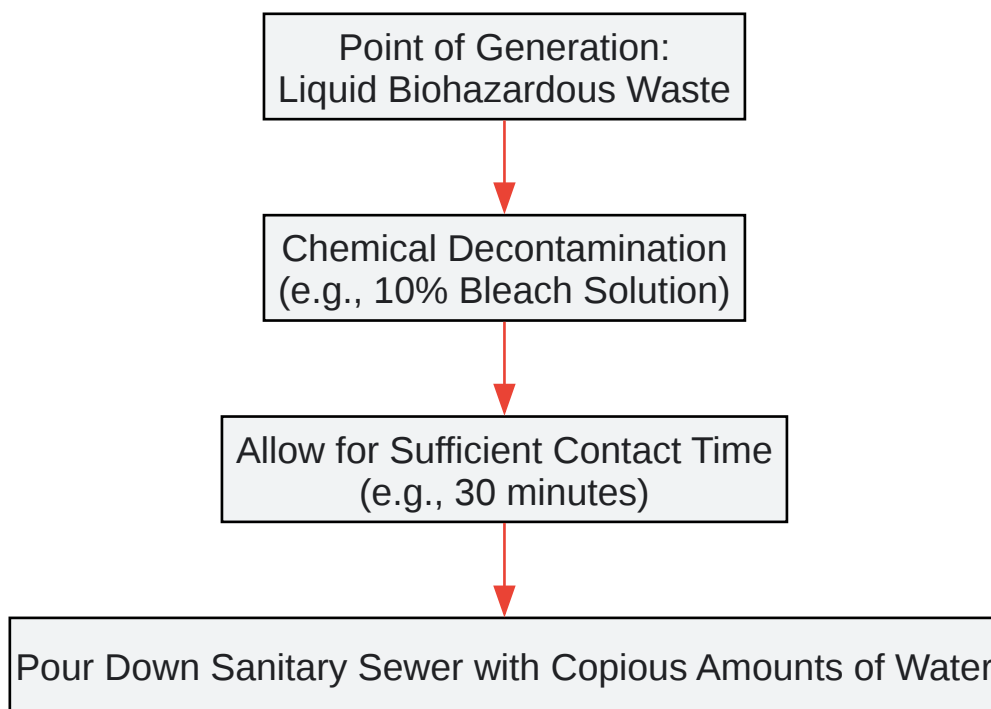 Point of Generation:
Liquid Biohazardous Waste
Chemical Decontamination
(e.g., 10% Bleach Solution)
Allow for Sufficient Contact Time
(e.g., 30 minutes)
Pour Down Sanitary Sewer with Copious Amounts of Water